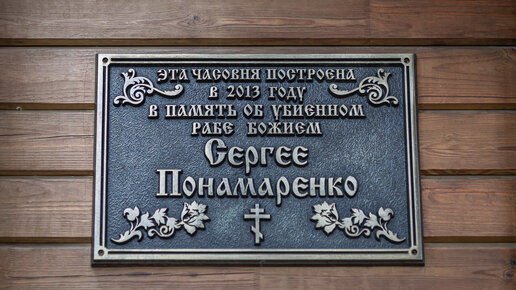 ЭТА ЧАСОВНЯ ПОСТРОЕНА
В 2013 ГОДУ
В ПАМЯТЬ ОБ УБИЕННОМ
РАБЕ БОЖИЕМ
Сергее
Понамаренко